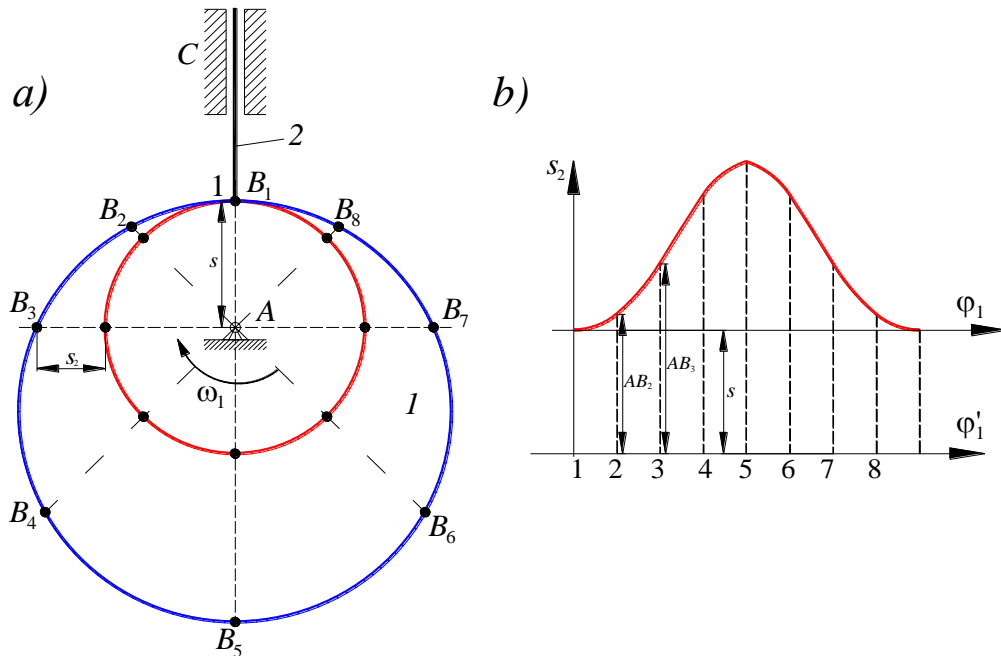 a)
C
2
1
B₁
B₂
B₈
s
A
B₃
B₇
s₂
ω₁
1
B₄
B₆
B₅
b)
s₂
φ₁
AB₂
AB₃
s
φ₁'
1 2 3 4 5 6 7 8